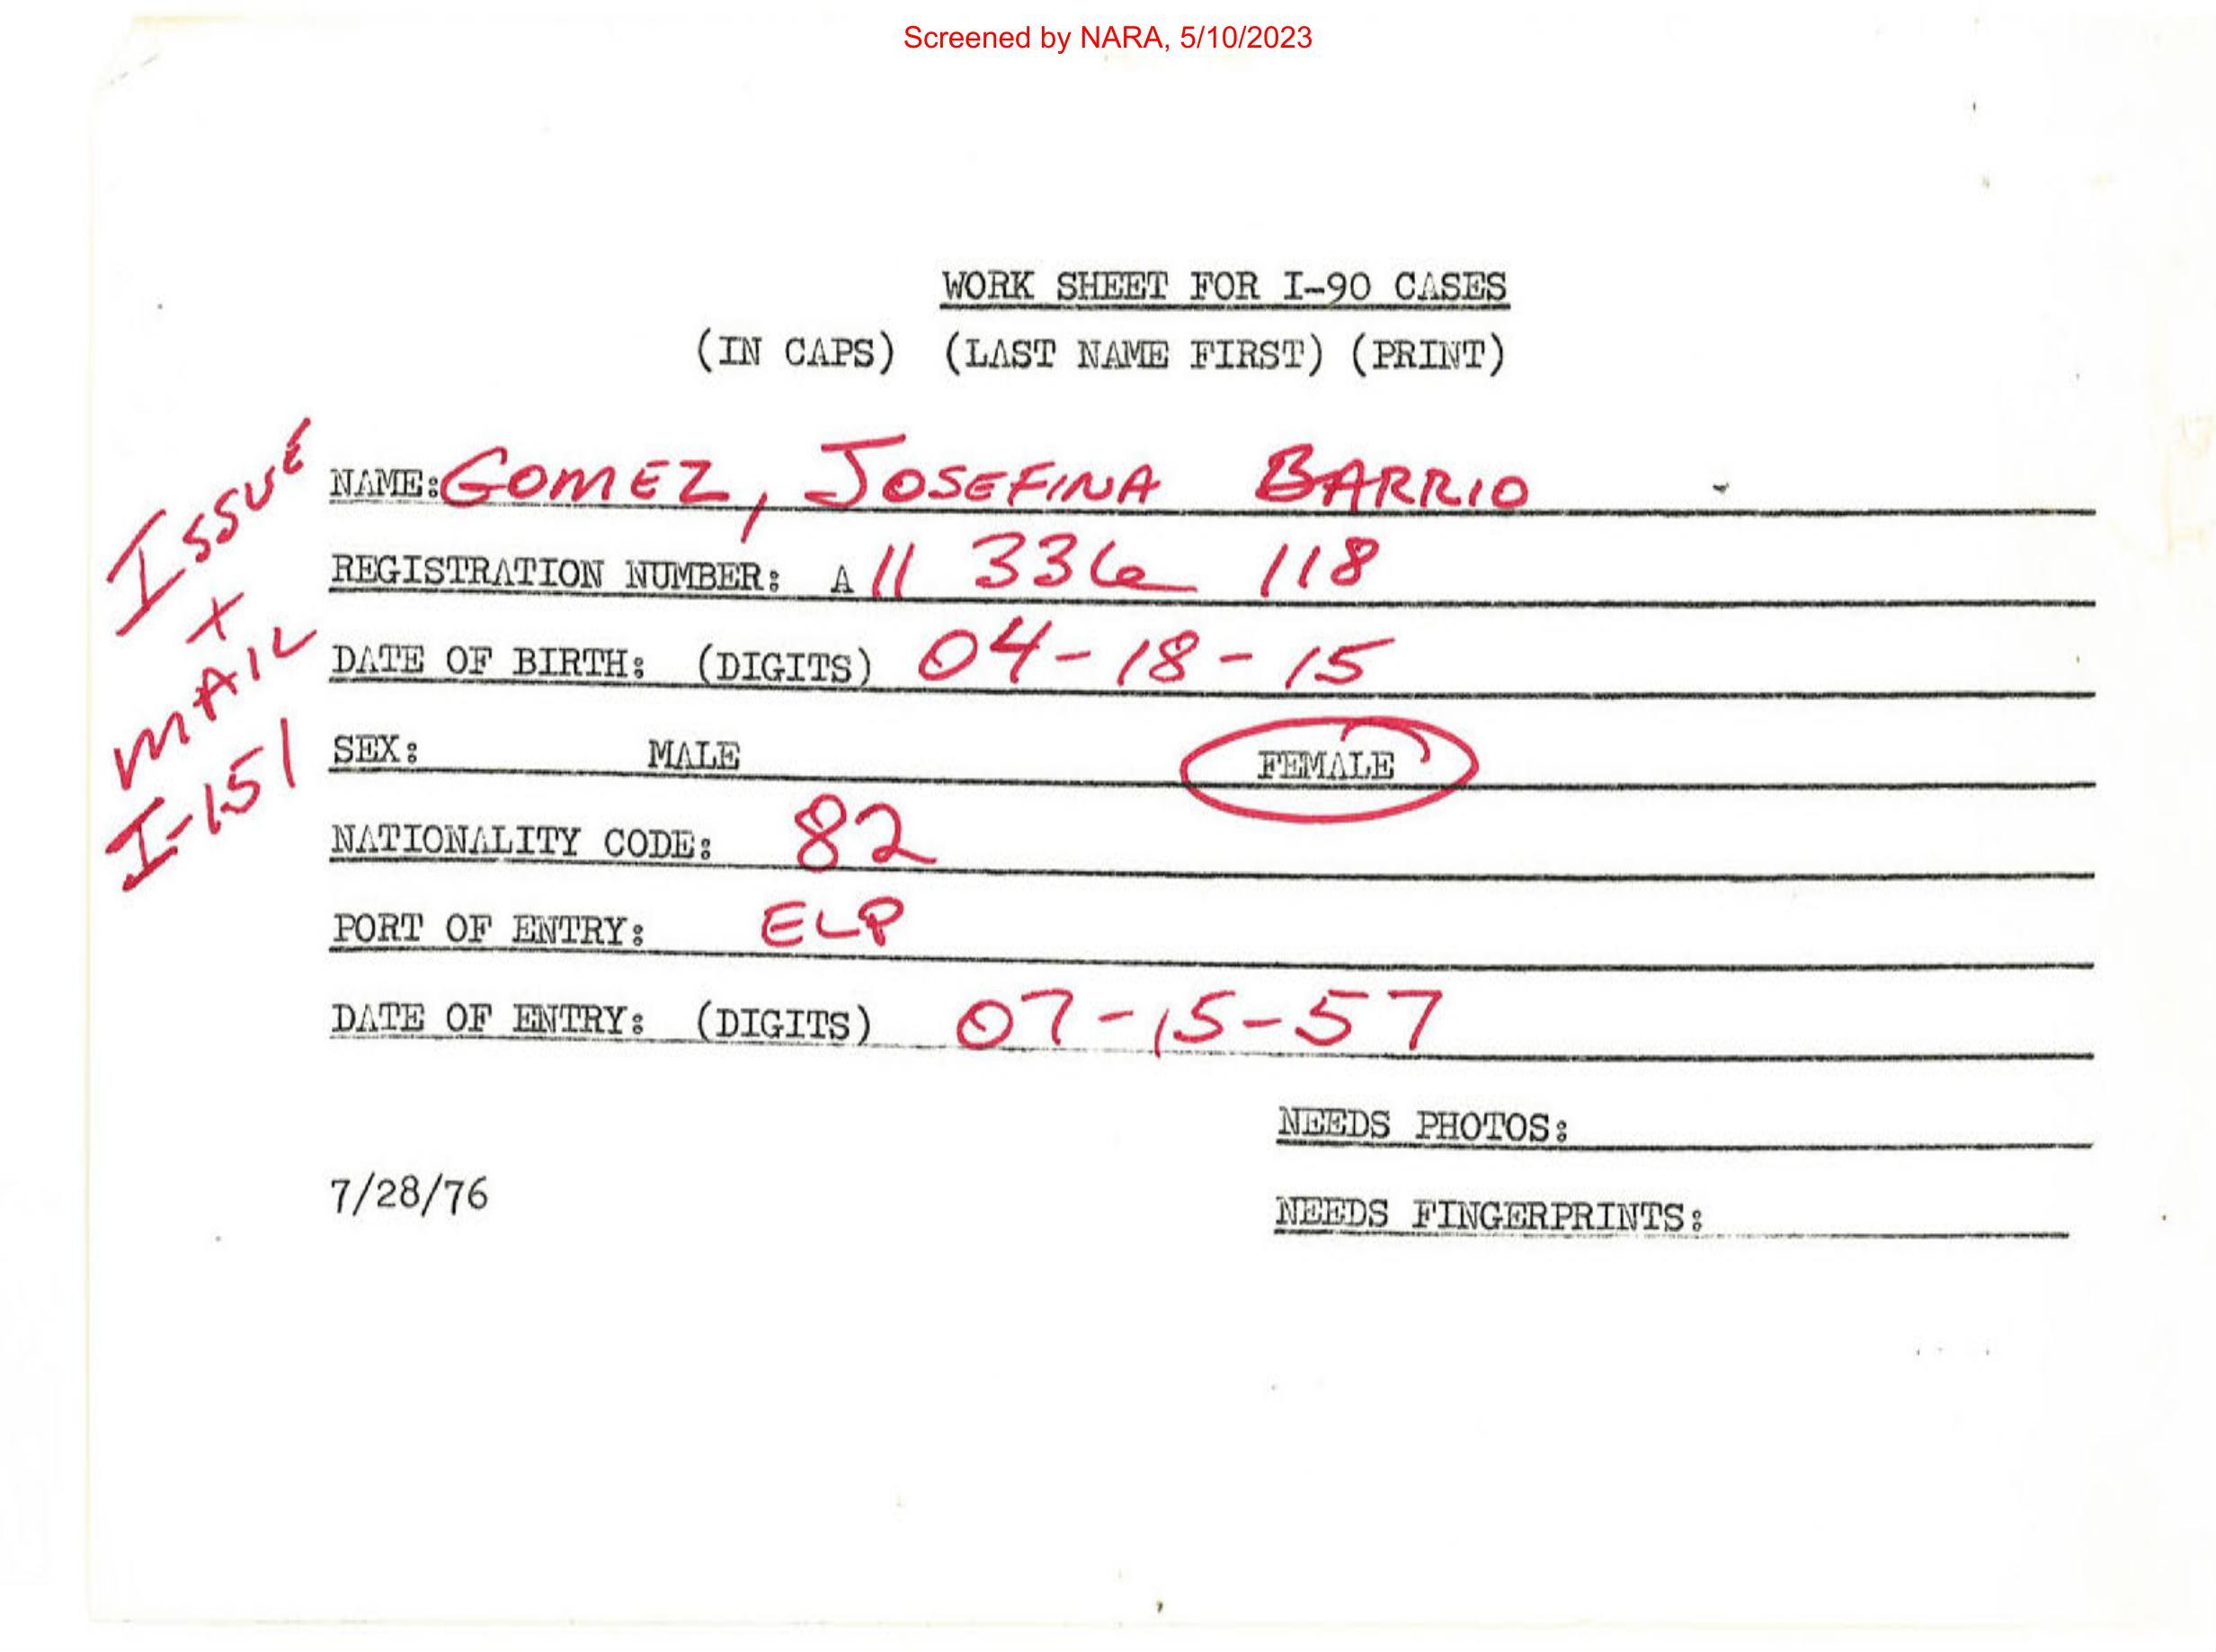 Screened by NARA, 5/10/2023
WORK SHEET FOR I-90 CASES
(IN CAPS) (LAST NAME FIRST) (PRINT)
ISSUE
+
MAIL
I-151
NAME: GOMEZ, JOSEFINA BARRIO
REGISTRATION NUMBER: A 11 336 118
DATE OF BIRTH: (DIGITS) 04-18-15
SEX: MALE FEMALE
NATIONALITY CODE: 82
PORT OF ENTRY: ELP
DATE OF ENTRY: (DIGITS) 07-15-57
NEEDS PHOTOS:
7/28/76
NEEDS FINGERPRINTS: